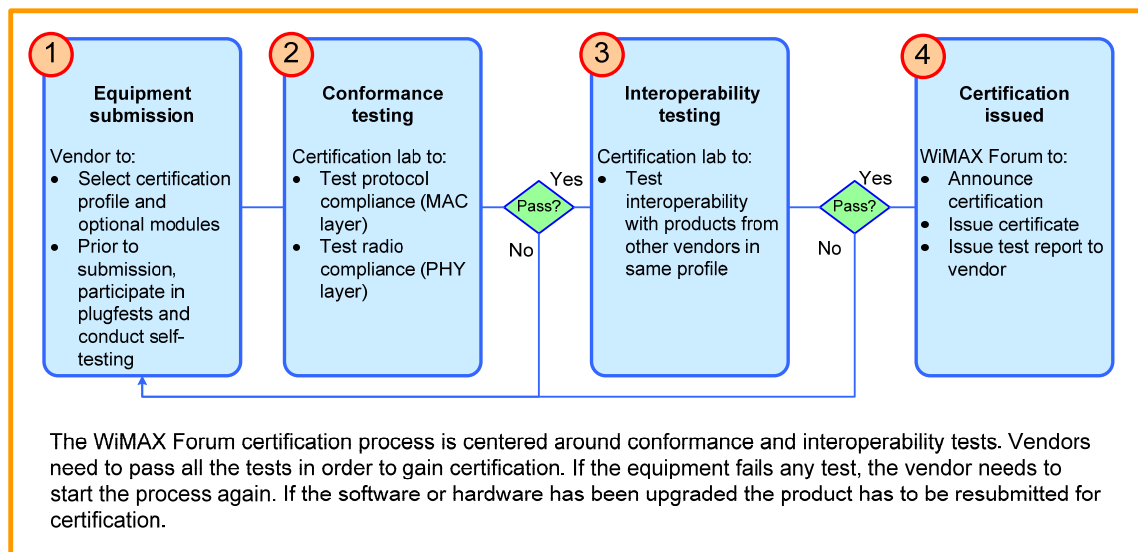 1
Equipment
submission
Vendor to:
• Select certification
profile and
optional modules
• Prior to
submission,
participate in
plugfests and
conduct self-
testing
2
Conformance
testing
Certification lab to:
• Test protocol
compliance (MAC
layer)
• Test radio
compliance (PHY
layer)
Pass?
Yes
No
3
Interoperability
testing
Certification lab to:
• Test
interoperability
with products from
other vendors in
same profile
Pass?
Yes
No
4
Certification
issued
WiMAX Forum to:
• Announce
certification
• Issue certificate
• Issue test report to
vendor
The WiMAX Forum certification process is centered around conformance and interoperability tests. Vendors
need to pass all the tests in order to gain certification. If the equipment fails any test, the vendor needs to
start the process again. If the software or hardware has been upgraded the product has to be resubmitted for
certification.